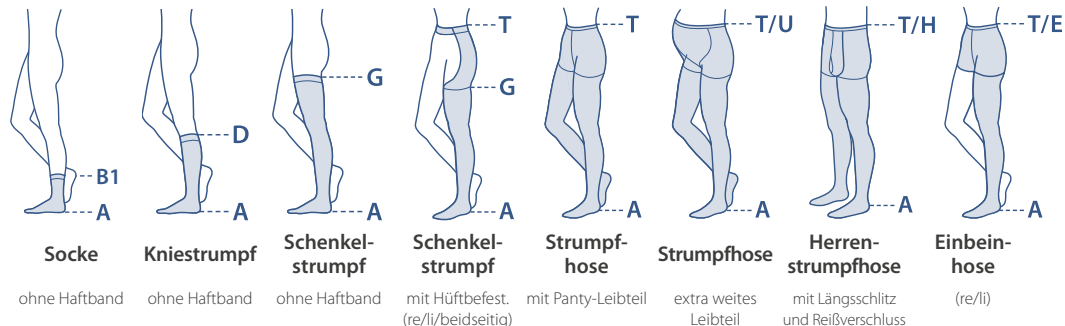 B1
A
Socke
ohne Haftband
D
A
Kniestrumpf
ohne Haftband
G
A
Schenkel-
strumpf
ohne Haftband
T
G
A
Schenkel-
strumpf
mit Hüftbefest.
(re/li/beidseitig)
T
A
Strumpf-
hose
mit Panty-Leibteil
T/U
A
Strumpfhose
extra weites
Leibteil
T/H
A
Herren-
strumpfhose
mit Längsschlitz
und Reißverschluss
T/E
A
Einbein-
hose
(re/li)